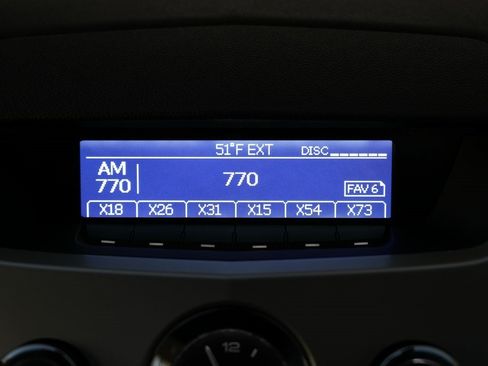 51°F EXT DISC
AM
770
770
FAV 6
X18 X26 X31 X15 X54 X73
12